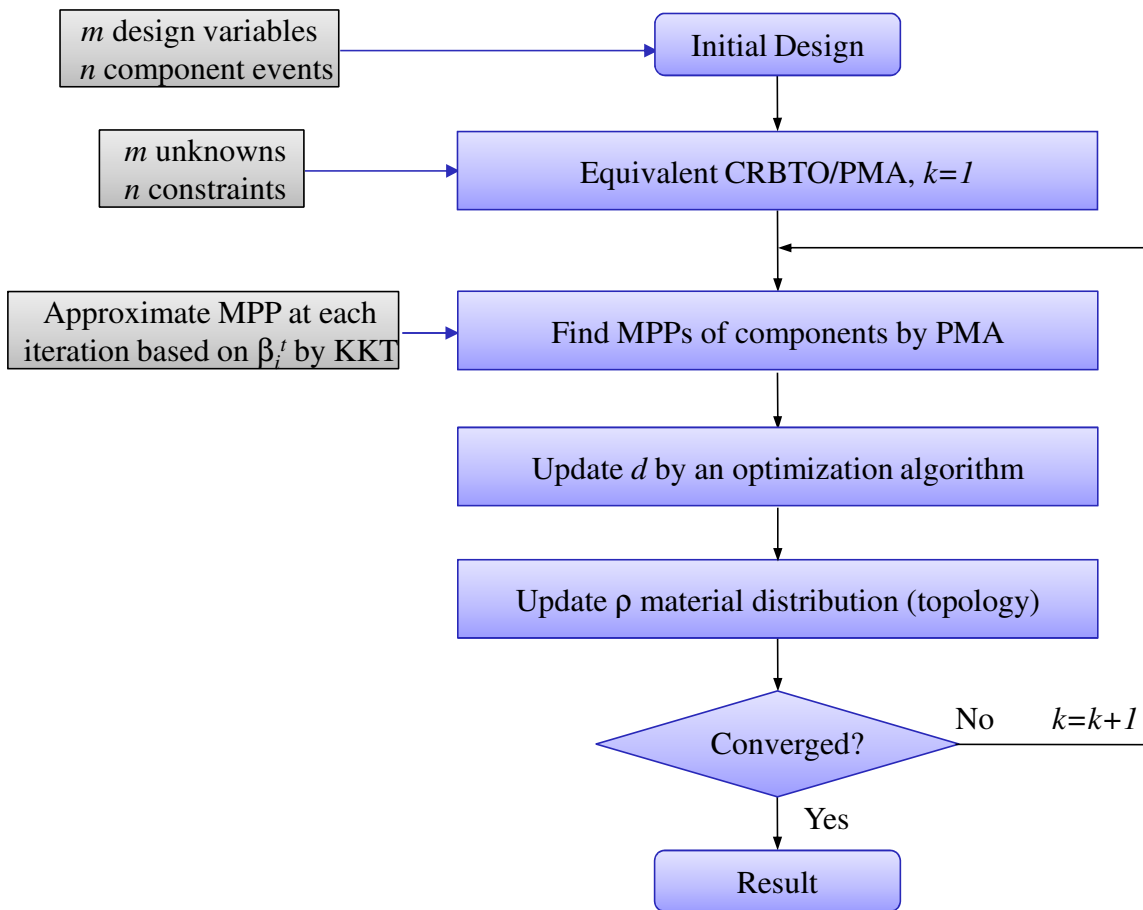 m design variables
n component events
Initial Design
m unknowns
n constraints
Equivalent CRBTO/PMA, k=1
Approximate MPP at each
iteration based on βᵢᵗ by KKT
Find MPPs of components by PMA
Update d by an optimization algorithm
Update ρ material distribution (topology)
Converged?
No
k=k+1
Yes
Result